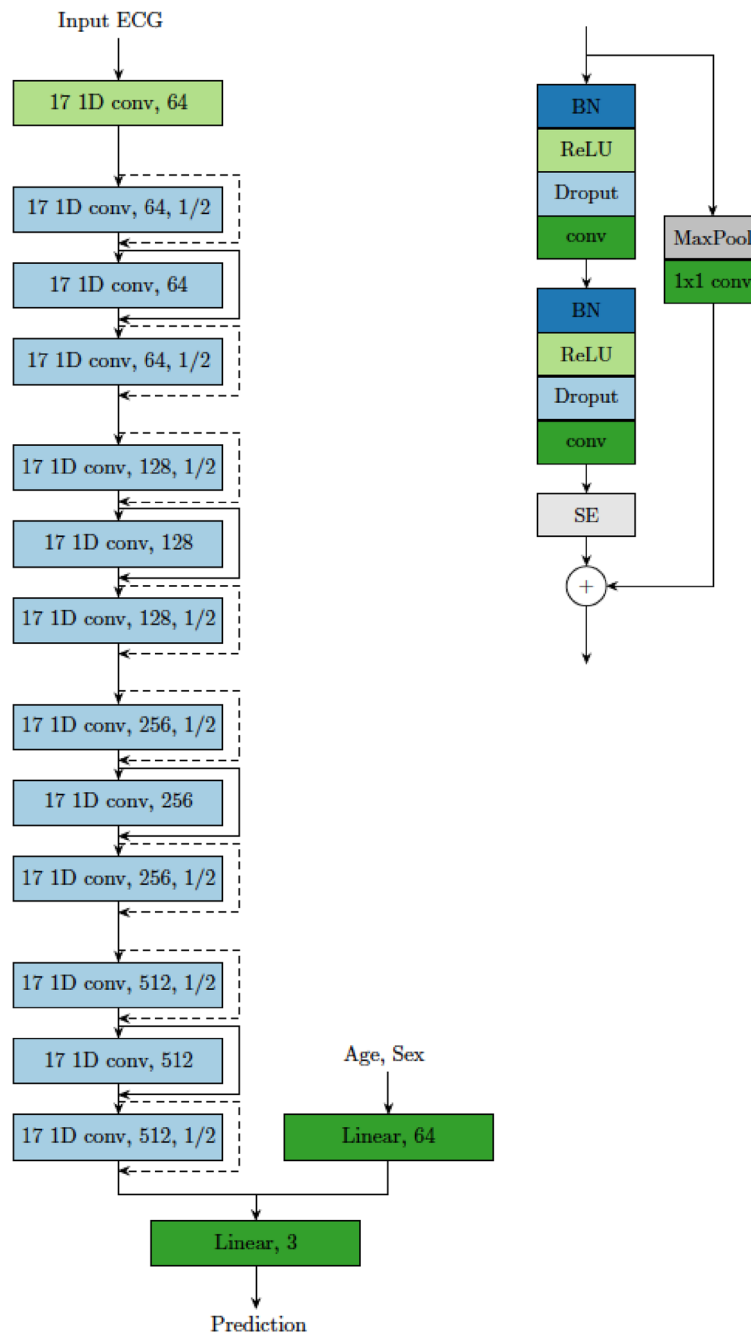 Input ECG
17 1D conv, 64
17 1D conv, 64, 1/2
17 1D conv, 64
17 1D conv, 64, 1/2
17 1D conv, 128, 1/2
17 1D conv, 128
17 1D conv, 128, 1/2
17 1D conv, 256, 1/2
17 1D conv, 256
17 1D conv, 256, 1/2
17 1D conv, 512, 1/2
17 1D conv, 512
17 1D conv, 512, 1/2
Age, Sex
Linear, 64
Linear, 3
Prediction
BN
ReLU
Droput
conv
BN
ReLU
Droput
conv
SE
+
MaxPool
1x1 conv